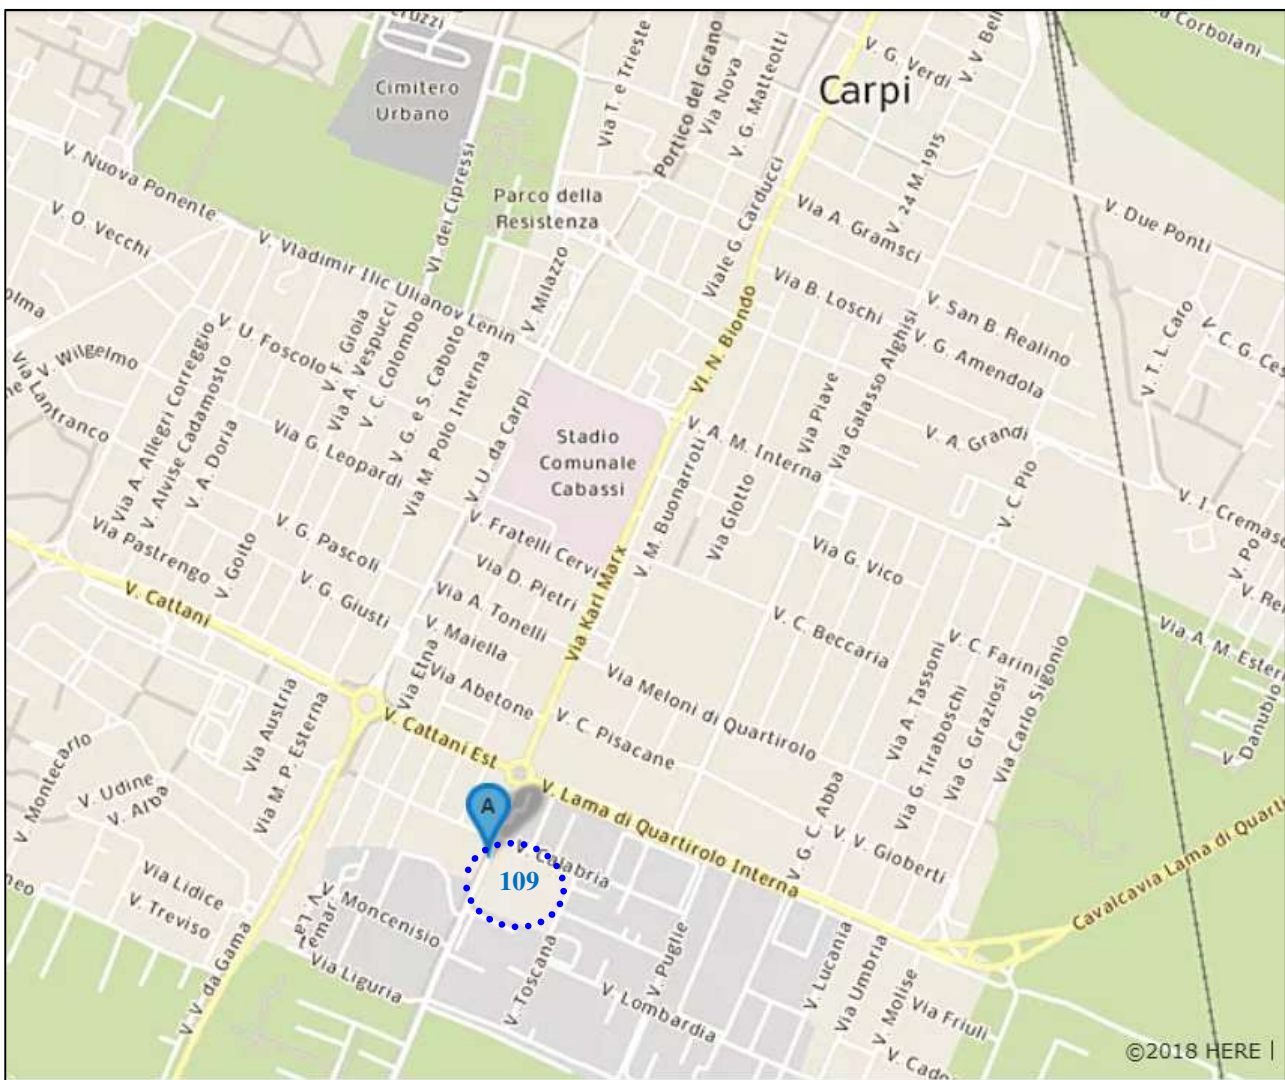 eruzzi
a Corbolani
V. G. Verdi
V. V. Bell
Carpi
Cimitero
Urbano
Via T. e Trieste
Portico del Grano
Via Nova
V. G. Matteotti
V. 24 M. 1915
V. Nuova Ponente
Vl. dei Cipressi
Parco della
Resistenza
Viale G. Carducci
Via A. Gramsci
V. Due Ponti
V. O. Vecchi
V. Vladimir Ilic Ulianov Lenin
V. Milazzo
Via B. Loschi
V. San B. Realino
V. T. L. Caro
V. C. G. Ces
olma
V. Wilgelmo
Via Lanfranco
ne
V. U. Foscolo
V. F. Gioia
Via A. Vespucci
V. C. Colombo
V. G. e S. Caboto
Via M. Polo Interna
Vl. N. Biondo
V. G. Amendola
Via Galasso Alghisi
Via Piave
Via A. Allegri Correggio
V. Alvise Cadamosto
V. A. Doria
Via G. Leopardi
V. U. da Carpi
Stadio
Comunale
Cabassi
V. A. M. Interna
V. A. Grandi
V. C. Pio
V. I. Cremasc
V. M. Buonarroti
Via Giotto
Via Pastrengo
V. Goito
V. G. Pascoli
V. Fratelli Cervi
Via G. Vico
V. Po
V. Re
V. Cattani
V. G. Giusti
Via D. Pietri
Via A. Tonelli
Via Karl Marx
V. C. Beccaria
V. C. Farini
Via A. M. Estern
V. Maiella
Via Etna
Via Abetone
Via Meloni di Quartirolo
Via A. Tassoni
V. G. Tiraboschi
Via G. Graziosi
Via Carlo Sigonio
V. Danubio
Via Austria
Via M. P. Esterna
V. Cattani Est
V. C. Pisacane
V. Montecarlo
V. Udine
V. Alba
A
V. Lama di Quartirolo Interna
V. G. C. Abba
V. V. Gioberti
Cavalcavia Lama di Quart
V. Calabria
109
Via Lidice
V. Treviso
neo
V. Moncenisio
V. V. da Gama
Via Liguria
V. Toscana
V. Puglie
V. Lombardia
V. Lucania
Via Umbria
V. Molise
Via Friuli
V. Cado
©2018 HERE |